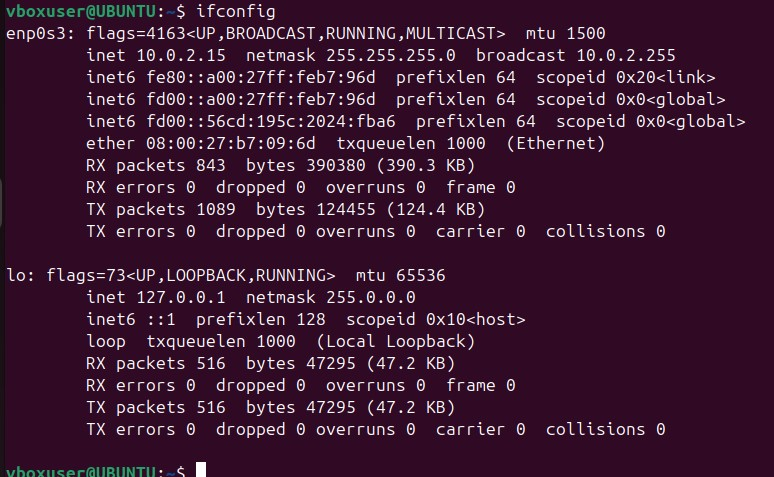 vboxuser@UBUNTU:~$ ifconfig
enp0s3: flags=4163<UP,BROADCAST,RUNNING,MULTICAST>  mtu 1500
        inet 10.0.2.15  netmask 255.255.255.0  broadcast 10.0.2.255
        inet6 fe80::a00:27ff:feb7:96d  prefixlen 64  scopeid 0x20<link>
        inet6 fd00::a00:27ff:feb7:96d  prefixlen 64  scopeid 0x0<global>
        inet6 fd00::56cd:195c:2024:fba6  prefixlen 64  scopeid 0x0<global>
        ether 08:00:27:b7:09:6d  txqueuelen 1000  (Ethernet)
        RX packets 843  bytes 390380 (390.3 KB)
        RX errors 0  dropped 0  overruns 0  frame 0
        TX packets 1089  bytes 124455 (124.4 KB)
        TX errors 0  dropped 0 overruns 0  carrier 0  collisions 0

lo: flags=73<UP,LOOPBACK,RUNNING>  mtu 65536
        inet 127.0.0.1  netmask 255.0.0.0
        inet6 ::1  prefixlen 128  scopeid 0x10<host>
        loop  txqueuelen 1000  (Local Loopback)
        RX packets 516  bytes 47295 (47.2 KB)
        RX errors 0  dropped 0  overruns 0  frame 0
        TX packets 516  bytes 47295 (47.2 KB)
        TX errors 0  dropped 0 overruns 0  carrier 0  collisions 0

vboxuser@UBUNTU:~$